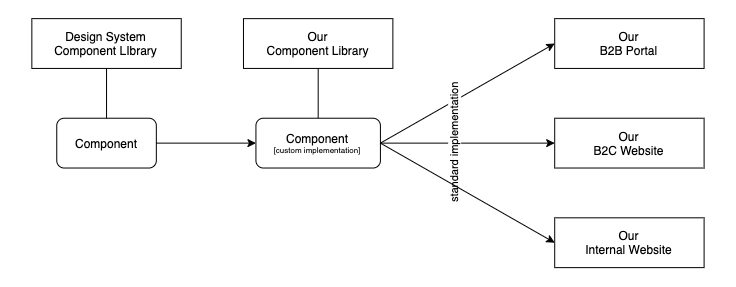 Design System
Component LIbrary
Our
Component Library
Our
B2B Portal
Component
Component
[custom implementation]
standard implementation
Our
B2C Website
Our
Internal Website